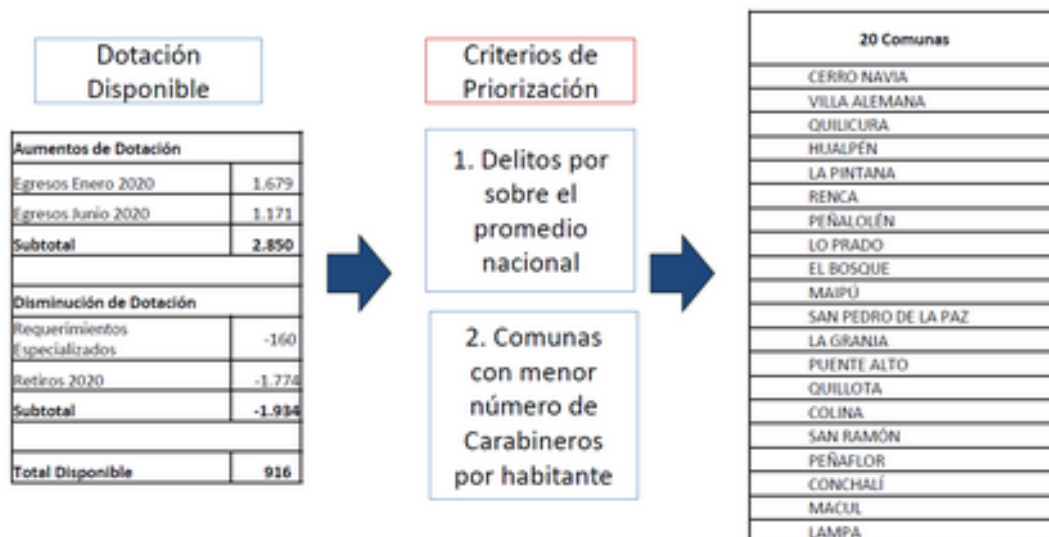 Dotación
Disponible
Aumentos de Dotación
Egresos Enero 2020 1.679
Egresos Junio 2020 1.171
Subtotal 2.850
Disminución de Dotación
Requerimientos
Especializados -160
Retiros 2020 -1.774
Subtotal -1.934
Total Disponible 916
Criterios de
Priorización
1. Delitos por
sobre el
promedio
nacional
2. Comunas
con menor
número de
Carabineros
por habitante
20 Comunas
CERRO NAVIA
VILLA ALEMANA
QUILICURA
HUALPÉN
LA PINTANA
RENCA
PEÑALOLÉN
LO PRADO
EL BOSQUE
MAIPÚ
SAN PEDRO DE LA PAZ
LA GRANJA
PUENTE ALTO
QUILLOTA
COLINA
SAN RAMÓN
PEÑAFLOR
CONCHALÍ
MACUL
LAMPA